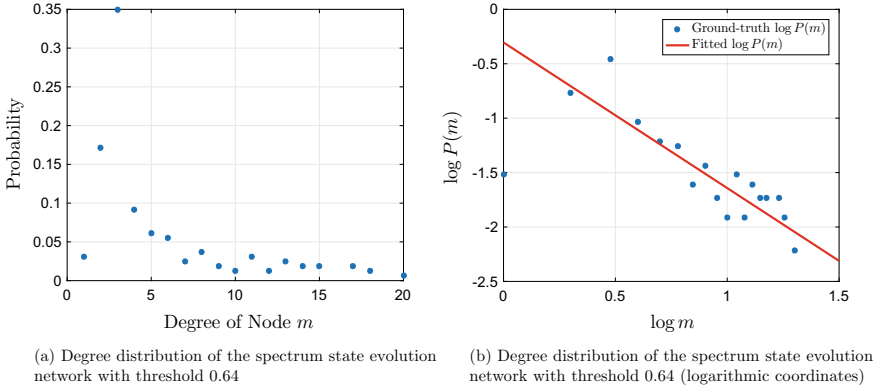 0.35
0.3
0.25
0.2
0.15
0.1
0.05
0
0
5
10
15
20
Probability
Degree of Node m
(a) Degree distribution of the spectrum state evolution
network with threshold 0.64
0
-0.5
-1
-1.5
-2
-2.5
0
0.5
1
1.5
log P(m)
log m
Ground-truth log P(m)
Fitted log P(m)
(b) Degree distribution of the spectrum state evolution
network with threshold 0.64 (logarithmic coordinates)